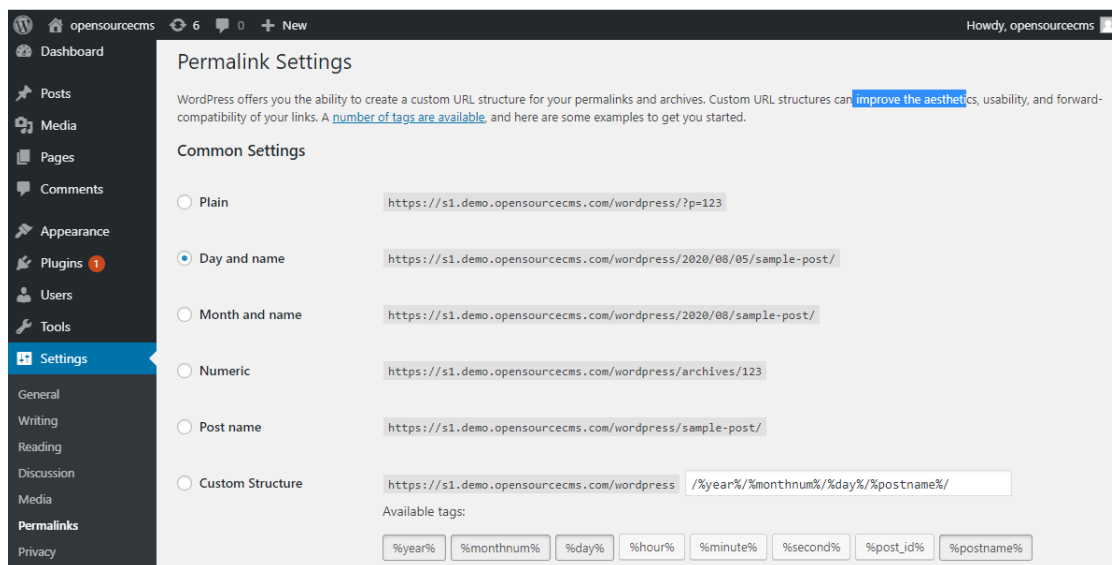 opensourcecms 6 0 New Howdy, opensourcecms
Dashboard
Posts
Media
Pages
Comments
Appearance
Plugins 1
Users
Tools
Settings
General
Writing
Reading
Discussion
Media
Permalinks
Privacy
Permalink Settings
WordPress offers you the ability to create a custom URL structure for your permalinks and archives. Custom URL structures can improve the aesthetics, usability, and forward-
compatibility of your links. A number of tags are available, and here are some examples to get you started.
Common Settings
Plain https://s1.demo.opensourcecms.com/wordpress/?p=123
Day and name https://s1.demo.opensourcecms.com/wordpress/2020/08/05/sample-post/
Month and name https://s1.demo.opensourcecms.com/wordpress/2020/08/sample-post/
Numeric https://s1.demo.opensourcecms.com/wordpress/archives/123
Post name https://s1.demo.opensourcecms.com/wordpress/sample-post/
Custom Structure https://s1.demo.opensourcecms.com/wordpress /%year%/%monthnum%/%day%/%postname%/
Available tags:
%year% %monthnum% %day% %hour% %minute% %second% %post_id% %postname%